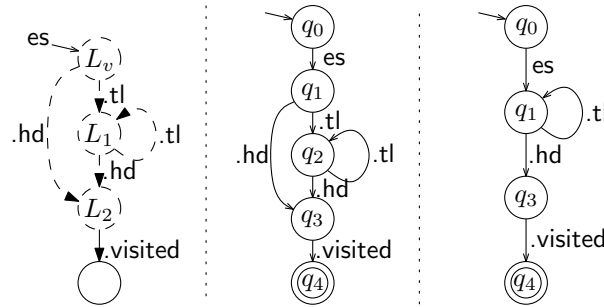 es
L_v
.tl
.hd
L_1
.tl
.hd
L_2
.visited
q_0
es
q_1
.tl
.hd
q_2
.tl
.hd
q_3
.visited
q_4
q_0
es
q_1
.tl
.hd
q_3
.visited
q_4